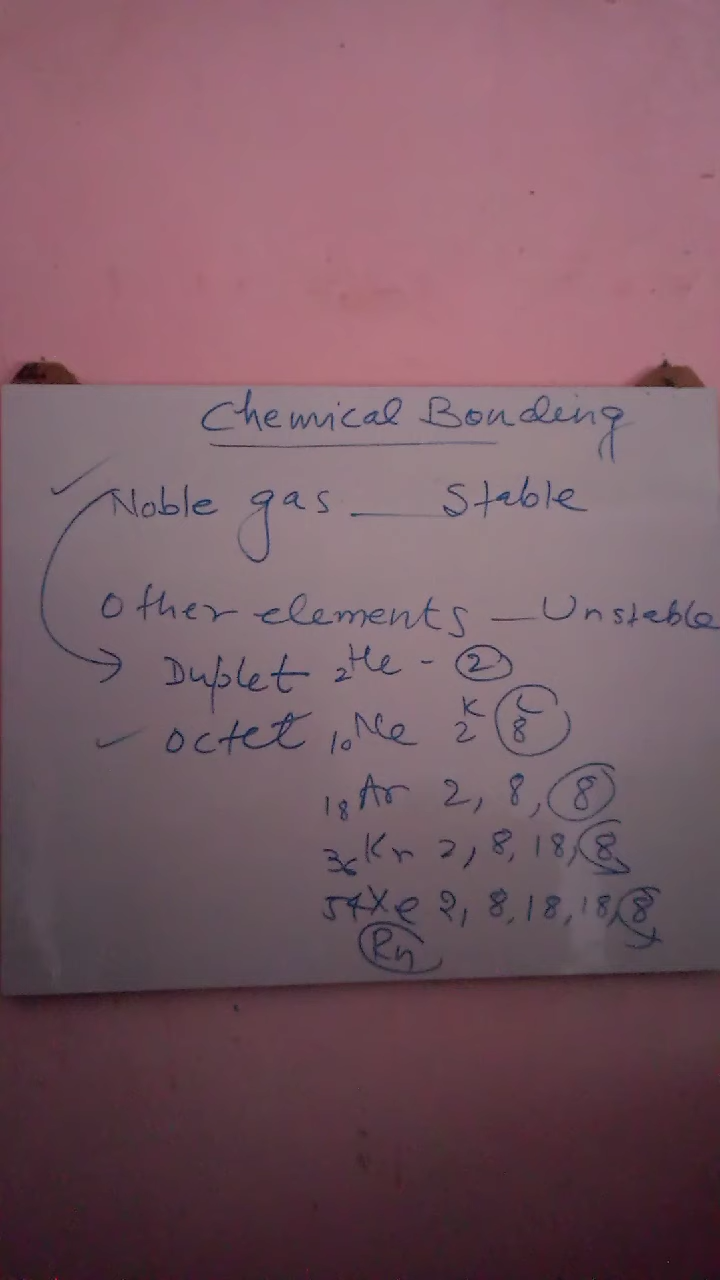 Chemical Bonding
Noble gas — Stable
Other elements — Unstable
Duplet ₂He - 2
K L
Octet ₁₀Ne 2 8
₁₈Ar 2, 8, 8
₃₆Kr 2, 8, 18, 8
₅₄Xe 2, 8, 18, 18, 8
Rn